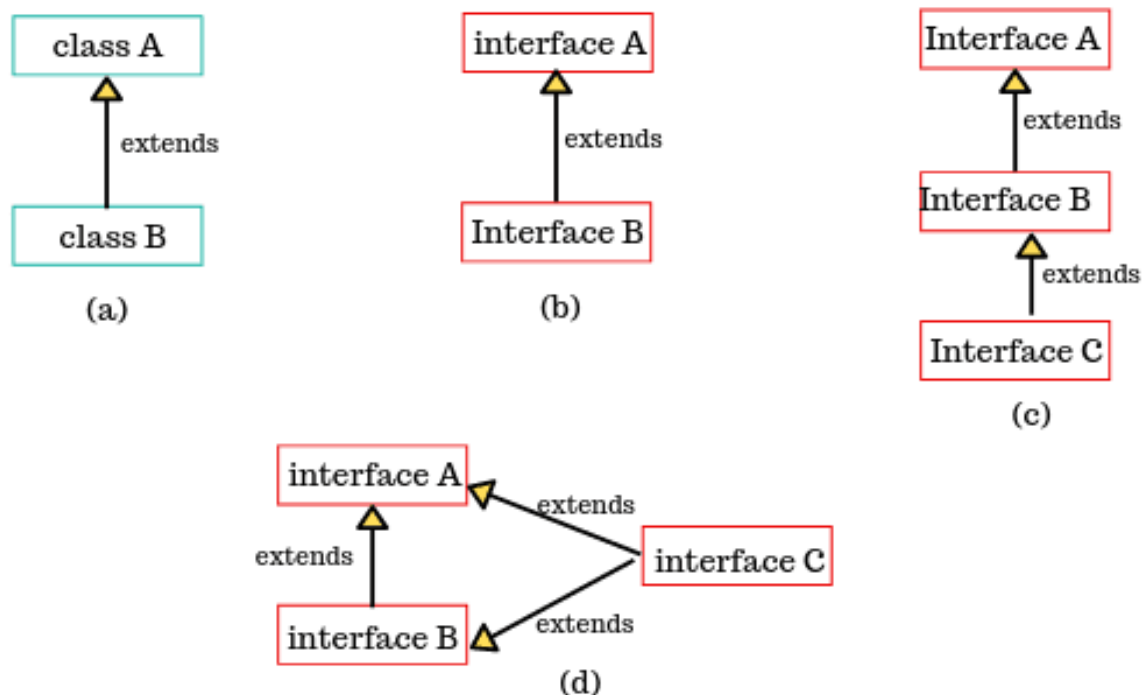 class A
extends
class B
(a)
interface A
extends
Interface B
(b)
Interface A
extends
Interface B
extends
Interface C
(c)
interface A
extends
extends
interface C
interface B
extends
(d)